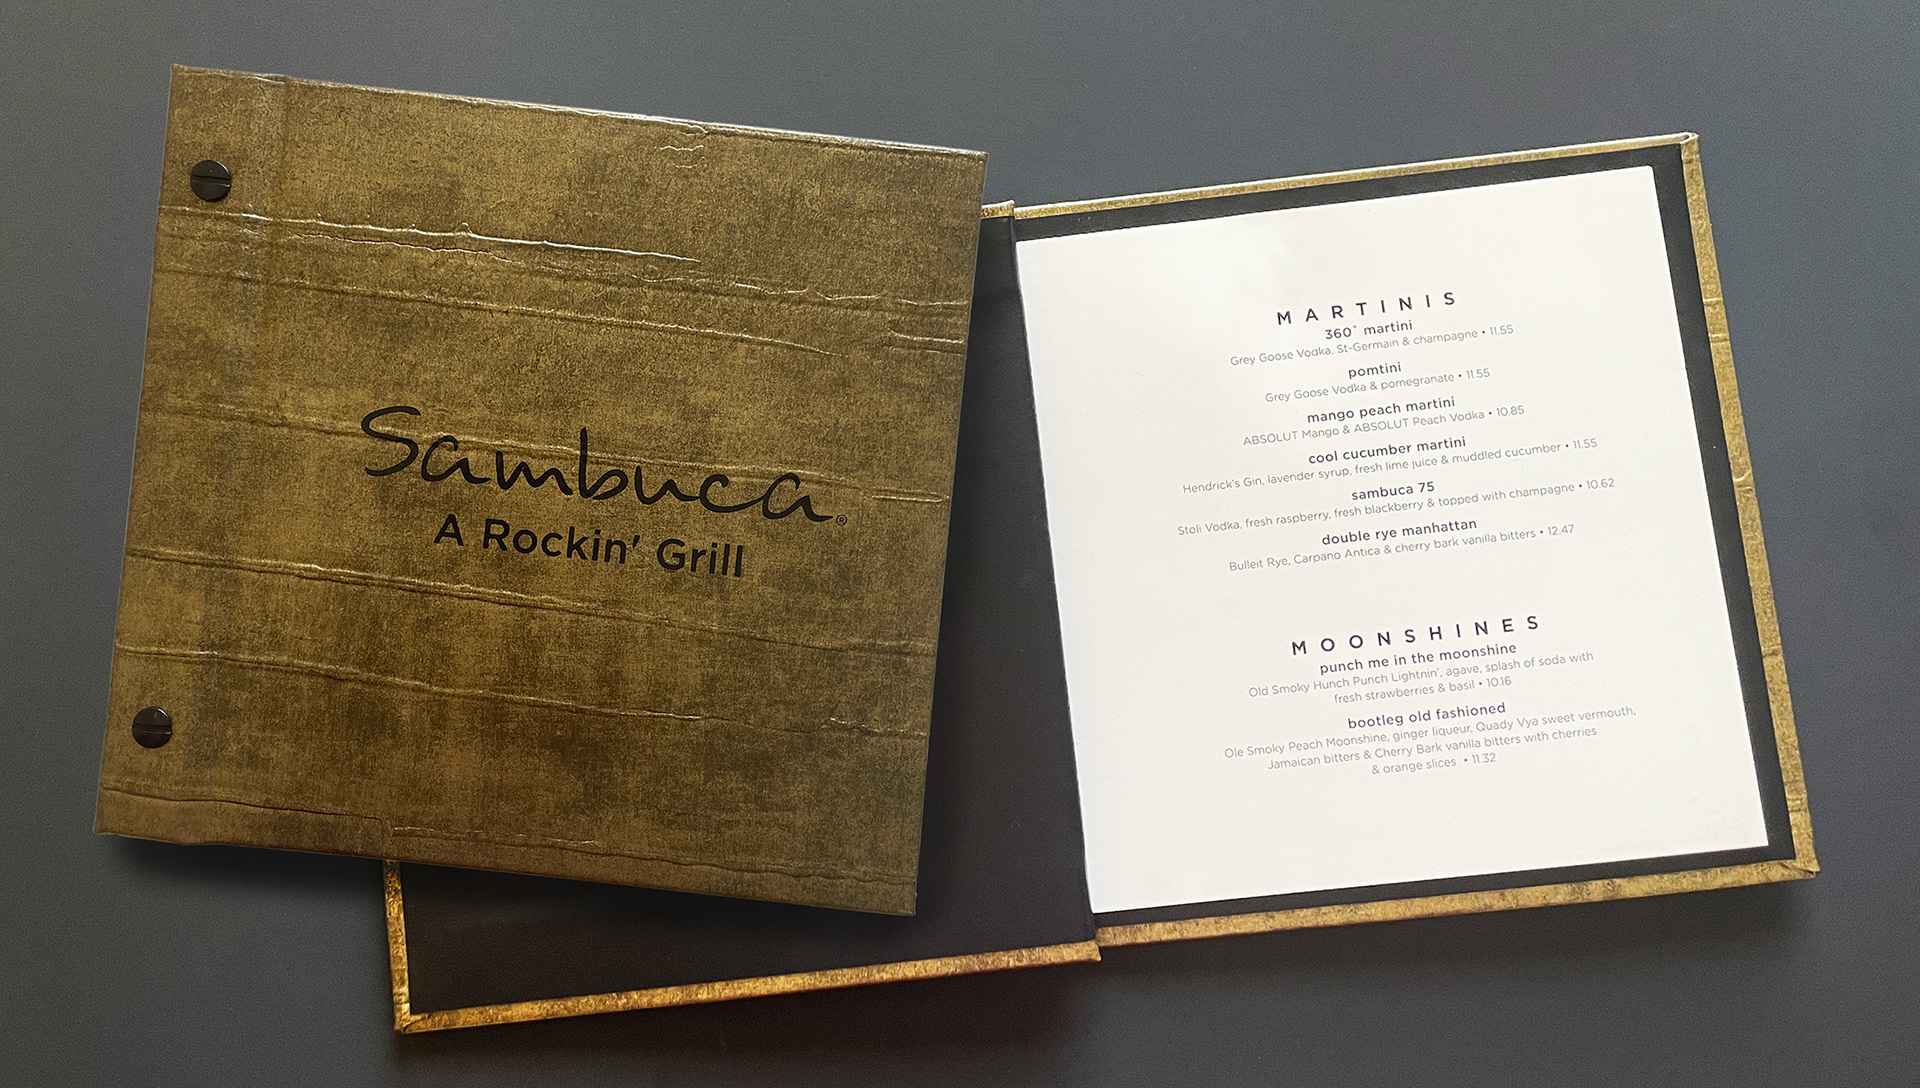 Sambuca®
A Rockin' Grill
MARTINIS
360° martini
Grey Goose Vodka, St-Germain & champagne • 11.55
pomtini
Grey Goose Vodka & pomegranate • 11.55
mango peach martini
ABSOLUT Mango & ABSOLUT Peach Vodka • 10.85
cool cucumber martini
Hendrick's Gin, lavender syrup, fresh lime juice & muddled cucumber • 11.55
sambuca 75
Stoli Vodka, fresh raspberry, fresh blackberry & topped with champagne • 10.62
double rye manhattan
Bulleit Rye, Carpano Antica & cherry bark vanilla bitters • 12.47
MOONSHINES
punch me in the moonshine
Old Smoky Hunch Punch Lightnin', agave, splash of soda with
fresh strawberries & basil • 10.16
bootleg old fashioned
Ole Smoky Peach Moonshine, ginger liqueur, Quady Vya sweet vermouth,
Jamaican bitters & Cherry Bark vanilla bitters with cherries
& orange slices • 11.32